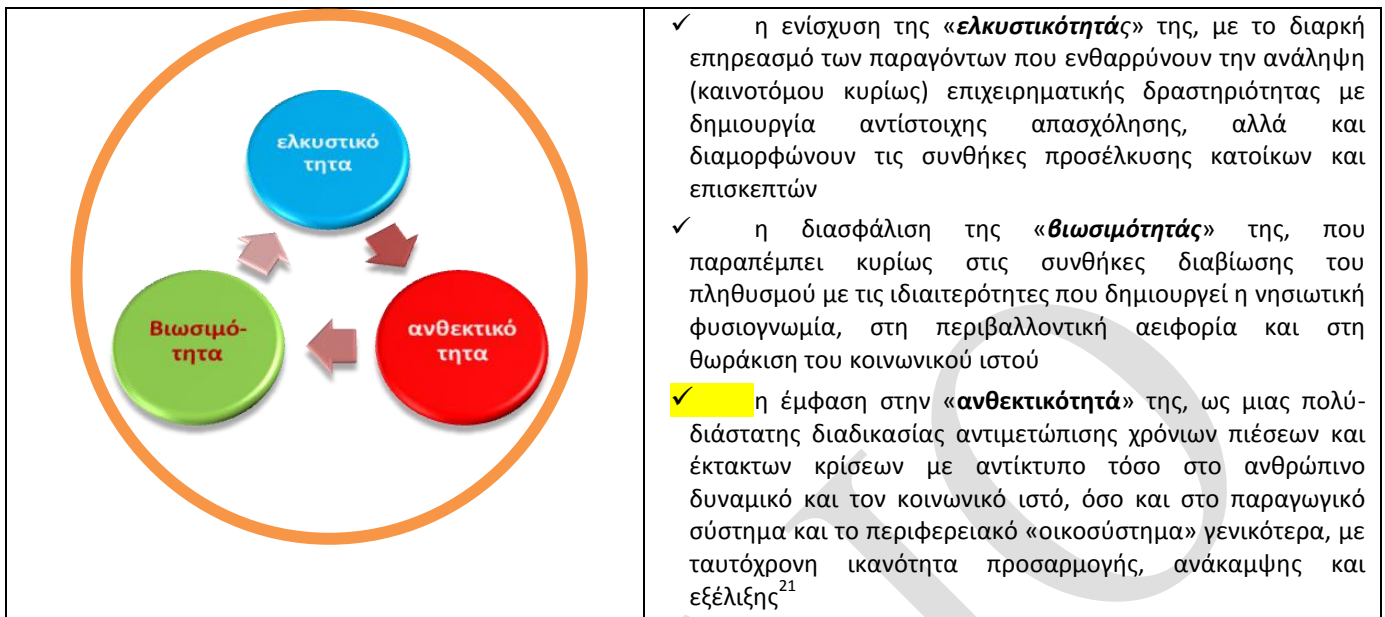 ελκυστικό
τητα
Βιωσιμό-
τητα
ανθεκτικό
τητα
✓ η ενίσχυση της «ελκυστικότητάς» της, με το διαρκή
επηρεασμό των παραγόντων που ενθαρρύνουν την ανάληψη
(καινοτόμου κυρίως) επιχειρηματικής δραστηριότητας με
δημιουργία αντίστοιχης απασχόλησης, αλλά και
διαμορφώνουν τις συνθήκες προσέλκυσης κατοίκων και
επισκεπτών
✓ η διασφάλιση της «βιωσιμότητάς» της, που
παραπέμπει κυρίως στις συνθήκες διαβίωσης του
πληθυσμού με τις ιδιαιτερότητες που δημιουργεί η νησιωτική
φυσιογνωμία, στη περιβαλλοντική αειφορία και στη
θωράκιση του κοινωνικού ιστού
✓ η έμφαση στην «ανθεκτικότητά» της, ως μιας πολύ-
διάστατης διαδικασίας αντιμετώπισης χρόνιων πιέσεων και
έκτακτων κρίσεων με αντίκτυπο τόσο στο ανθρώπινο
δυναμικό και τον κοινωνικό ιστό, όσο και στο παραγωγικό
σύστημα και το περιφερειακό «οικοσύστημα» γενικότερα, με
ταυτόχρονη ικανότητα προσαρμογής, ανάκαμψης και
εξέλιξης21